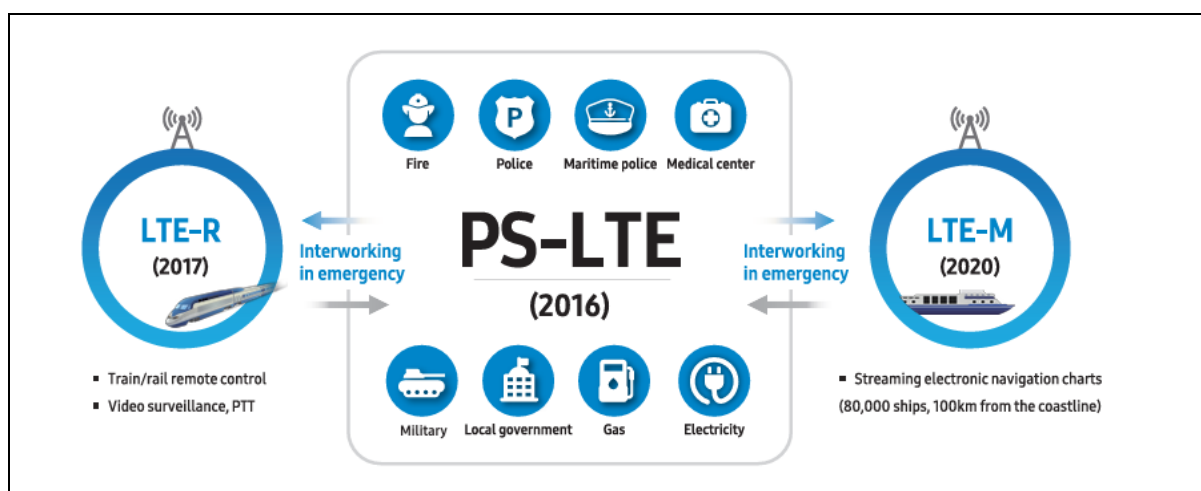 Fire
Police
Maritime police
Medical center
P
LTE-R
(2017)
Interworking
in emergency
PS-LTE
(2016)
Interworking
in emergency
LTE-M
(2020)
▪ Train/rail remote control
▪ Video surveillance, PTT
Military
Local government
Gas
Electricity
▪ Streaming electronic navigation charts
(80,000 ships, 100km from the coastline)